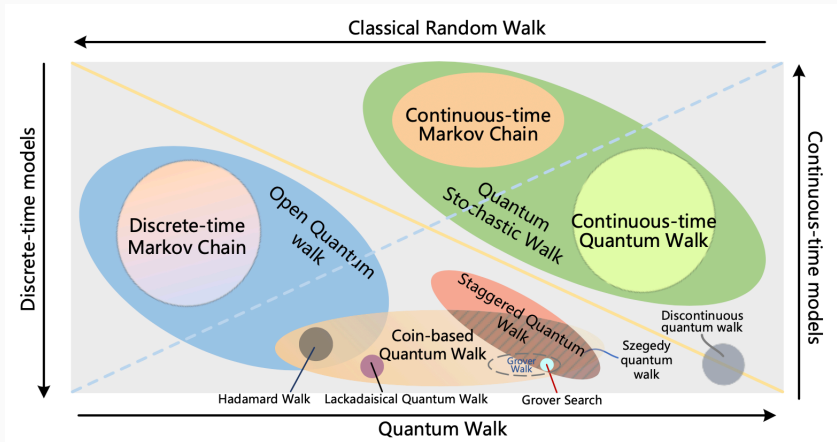 Classical Random Walk
Discrete-time models
Continuous-time models
Continuous-time
Markov Chain
Quantum
Stochastic Walk
Continuous-time
Quantum Walk
Discrete-time
Markov Chain
Open Quantum
walk
Staggered Quantum
Walk
Coin-based
Quantum Walk
Grover
Walk
Discontinuous
quantum walk
Szegedy
quantum
walk
Hadamard Walk
Lackadaisical Quantum Walk
Grover Search
Quantum Walk